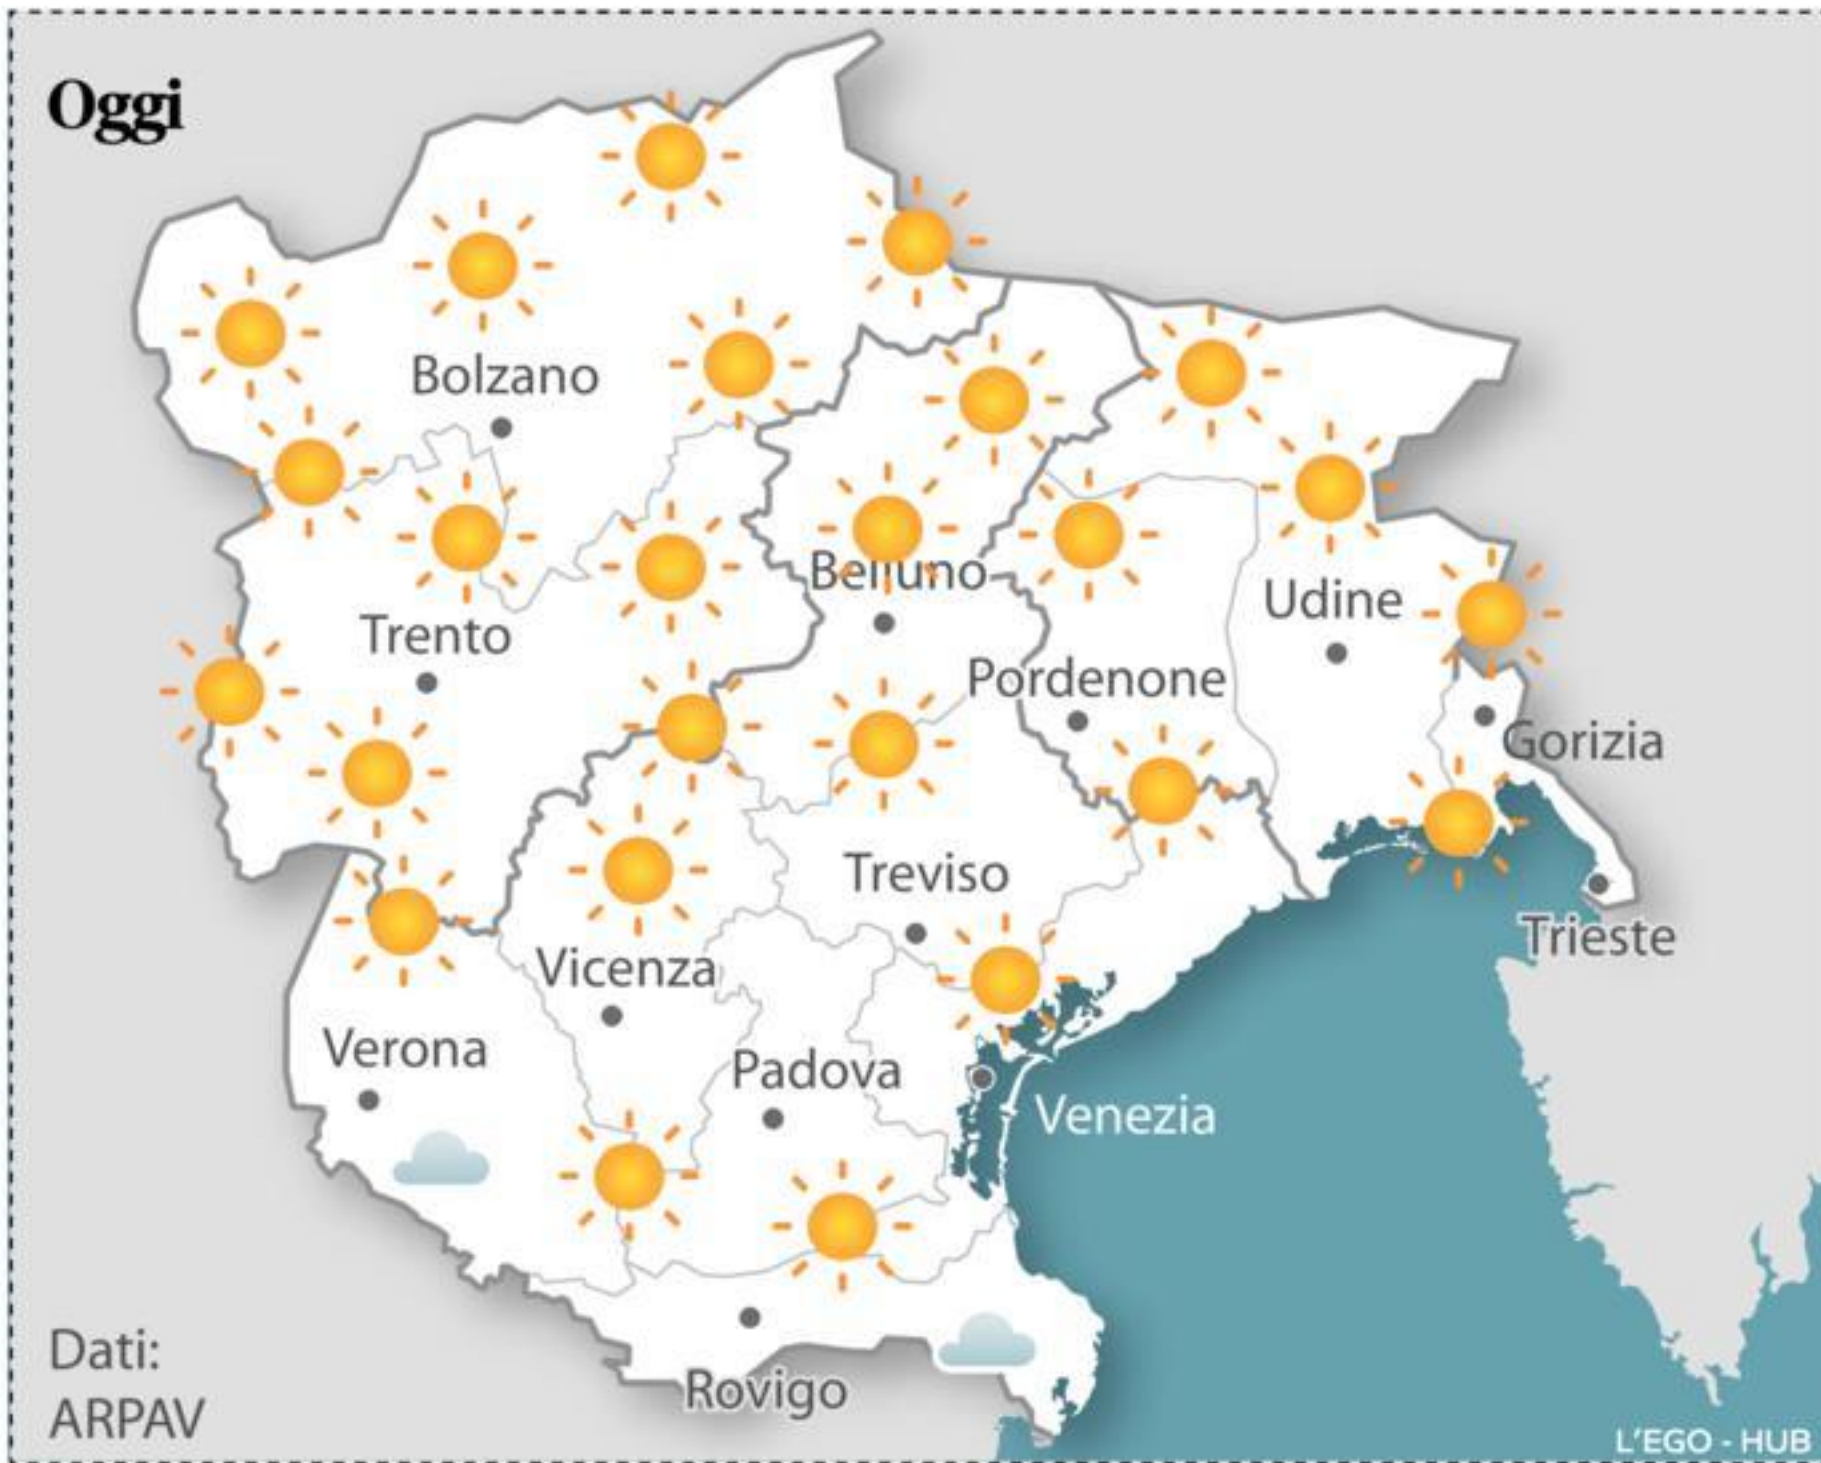 Oggi
Bolzano
Belluno
Udine
Trento
Pordenone
Gorizia
Treviso
Trieste
Vicenza
Verona
Padova
Venezia
Dati:
ARPAV
Rovigo
L'EGO - HUB